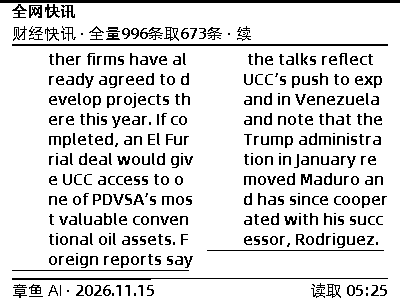 全网快讯
财经快讯 · 全量996条取673条 · 续
ther firms have al
ready agreed to d
evelop projects th
ere this year. If co
mpleted, an El Fur
rial deal would giv
e UCC access to o
ne of PDVSA’s mos
t valuable conven
tional oil assets. F
oreign reports say
the talks reflect
UCC’s push to exp
and in Venezuela
and note that the
Trump administra
tion in January re
moved Maduro an
d has since cooper
ated with his succ
essor, Rodriguez.
章鱼 AI · 2026.11.15
读取 05:25